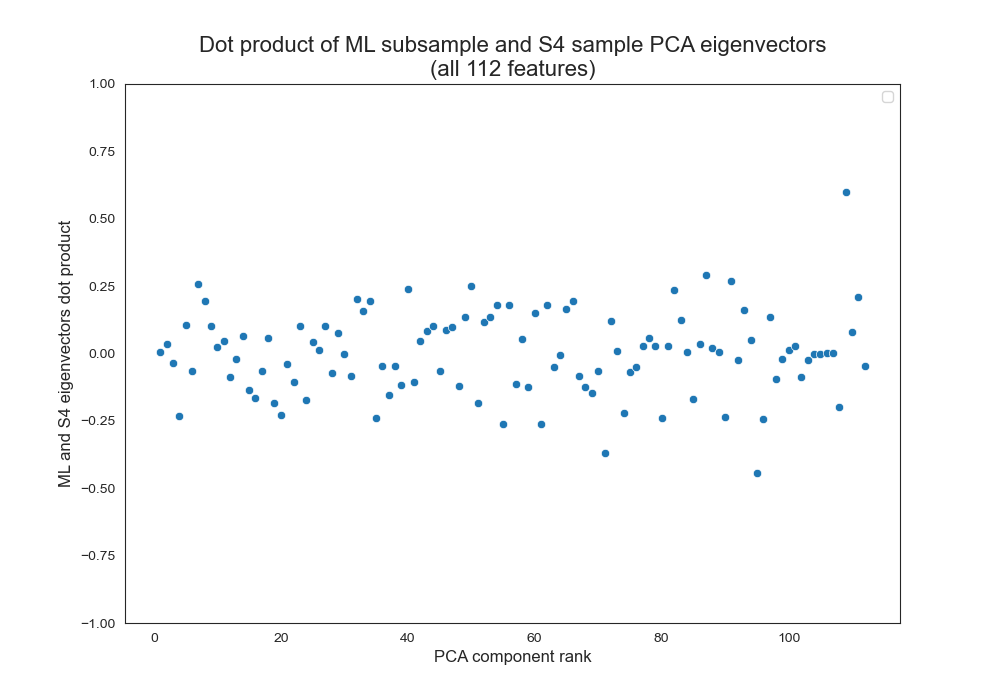 Dot product of ML subsample and S4 sample PCA eigenvectors
(all 112 features)
1.00
0.75
0.50
0.25
0.00
−0.25
−0.50
−0.75
−1.00
ML and S4 eigenvectors dot product
0 20 40 60 80 100
PCA component rank